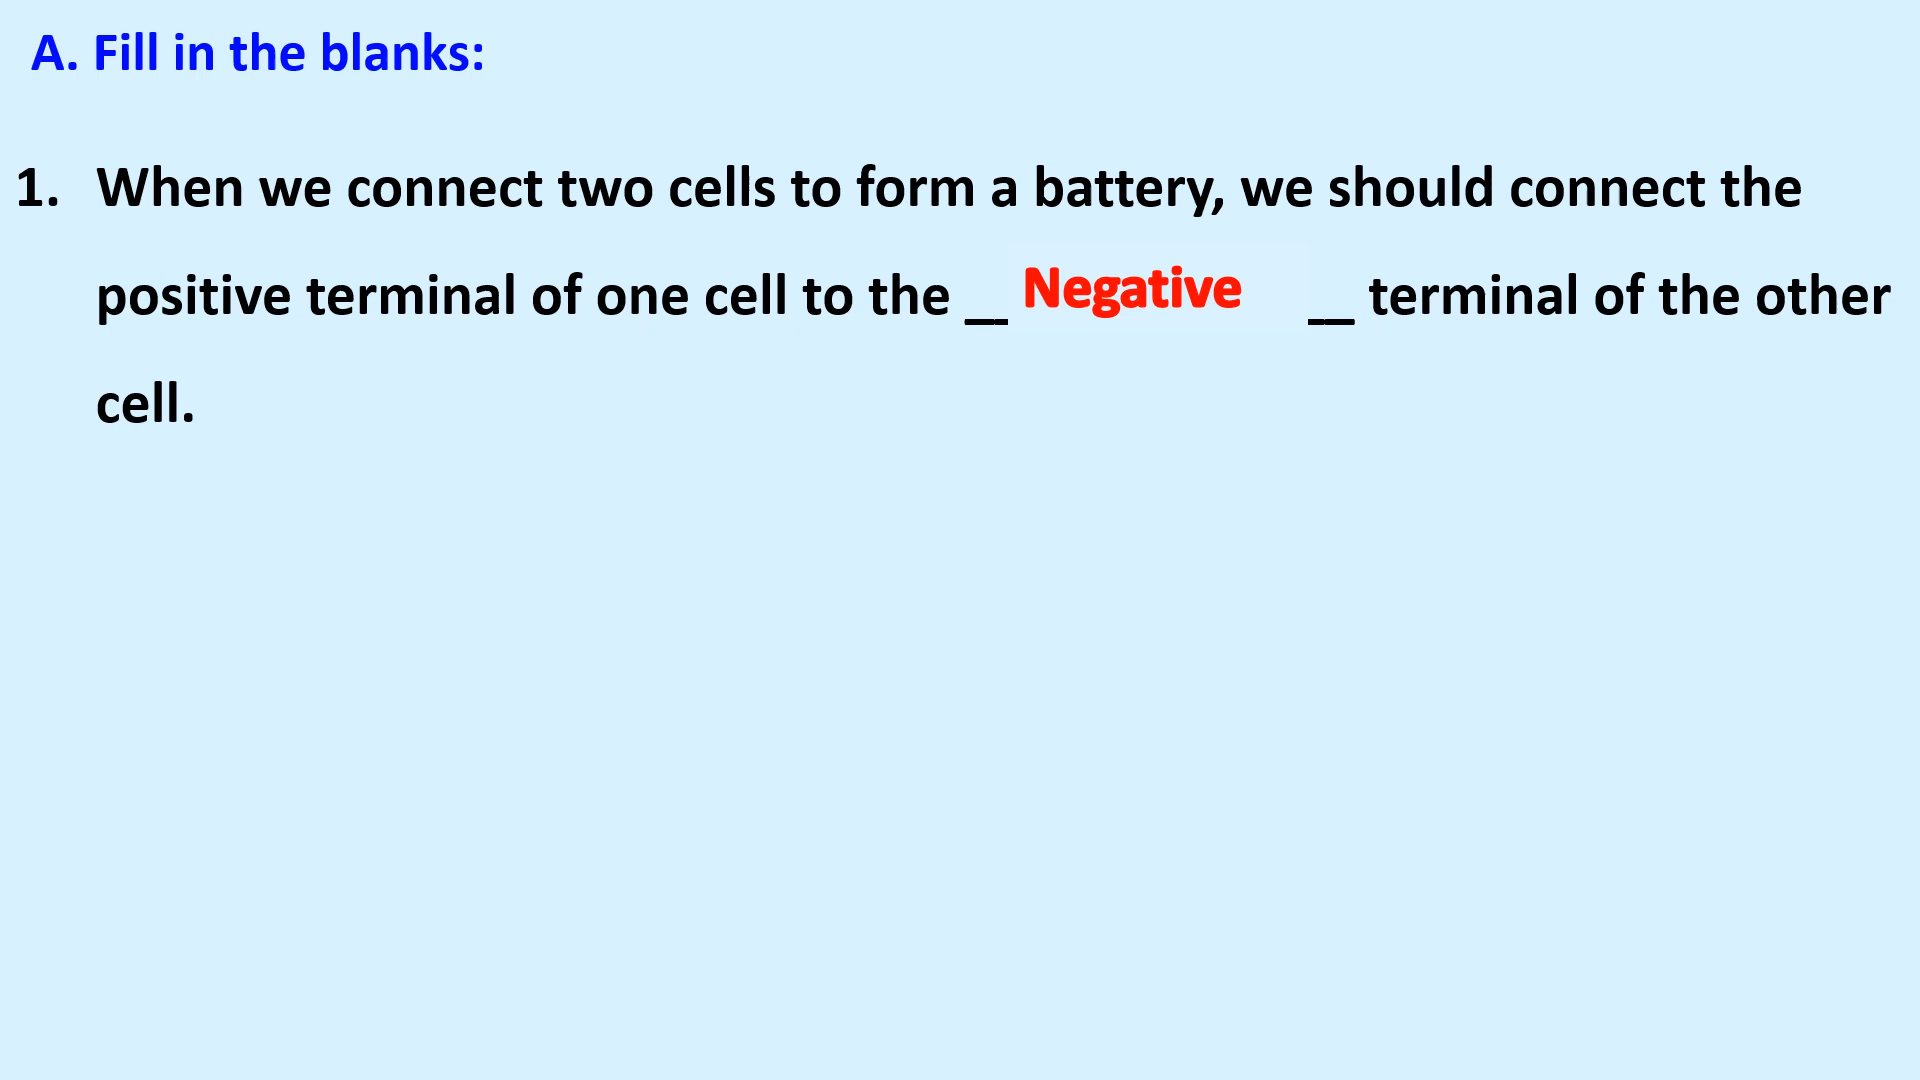 A. Fill in the blanks:
1. When we connect two cells to form a battery, we should connect the
positive terminal of one cell to the __ Negative __ terminal of the other
cell.